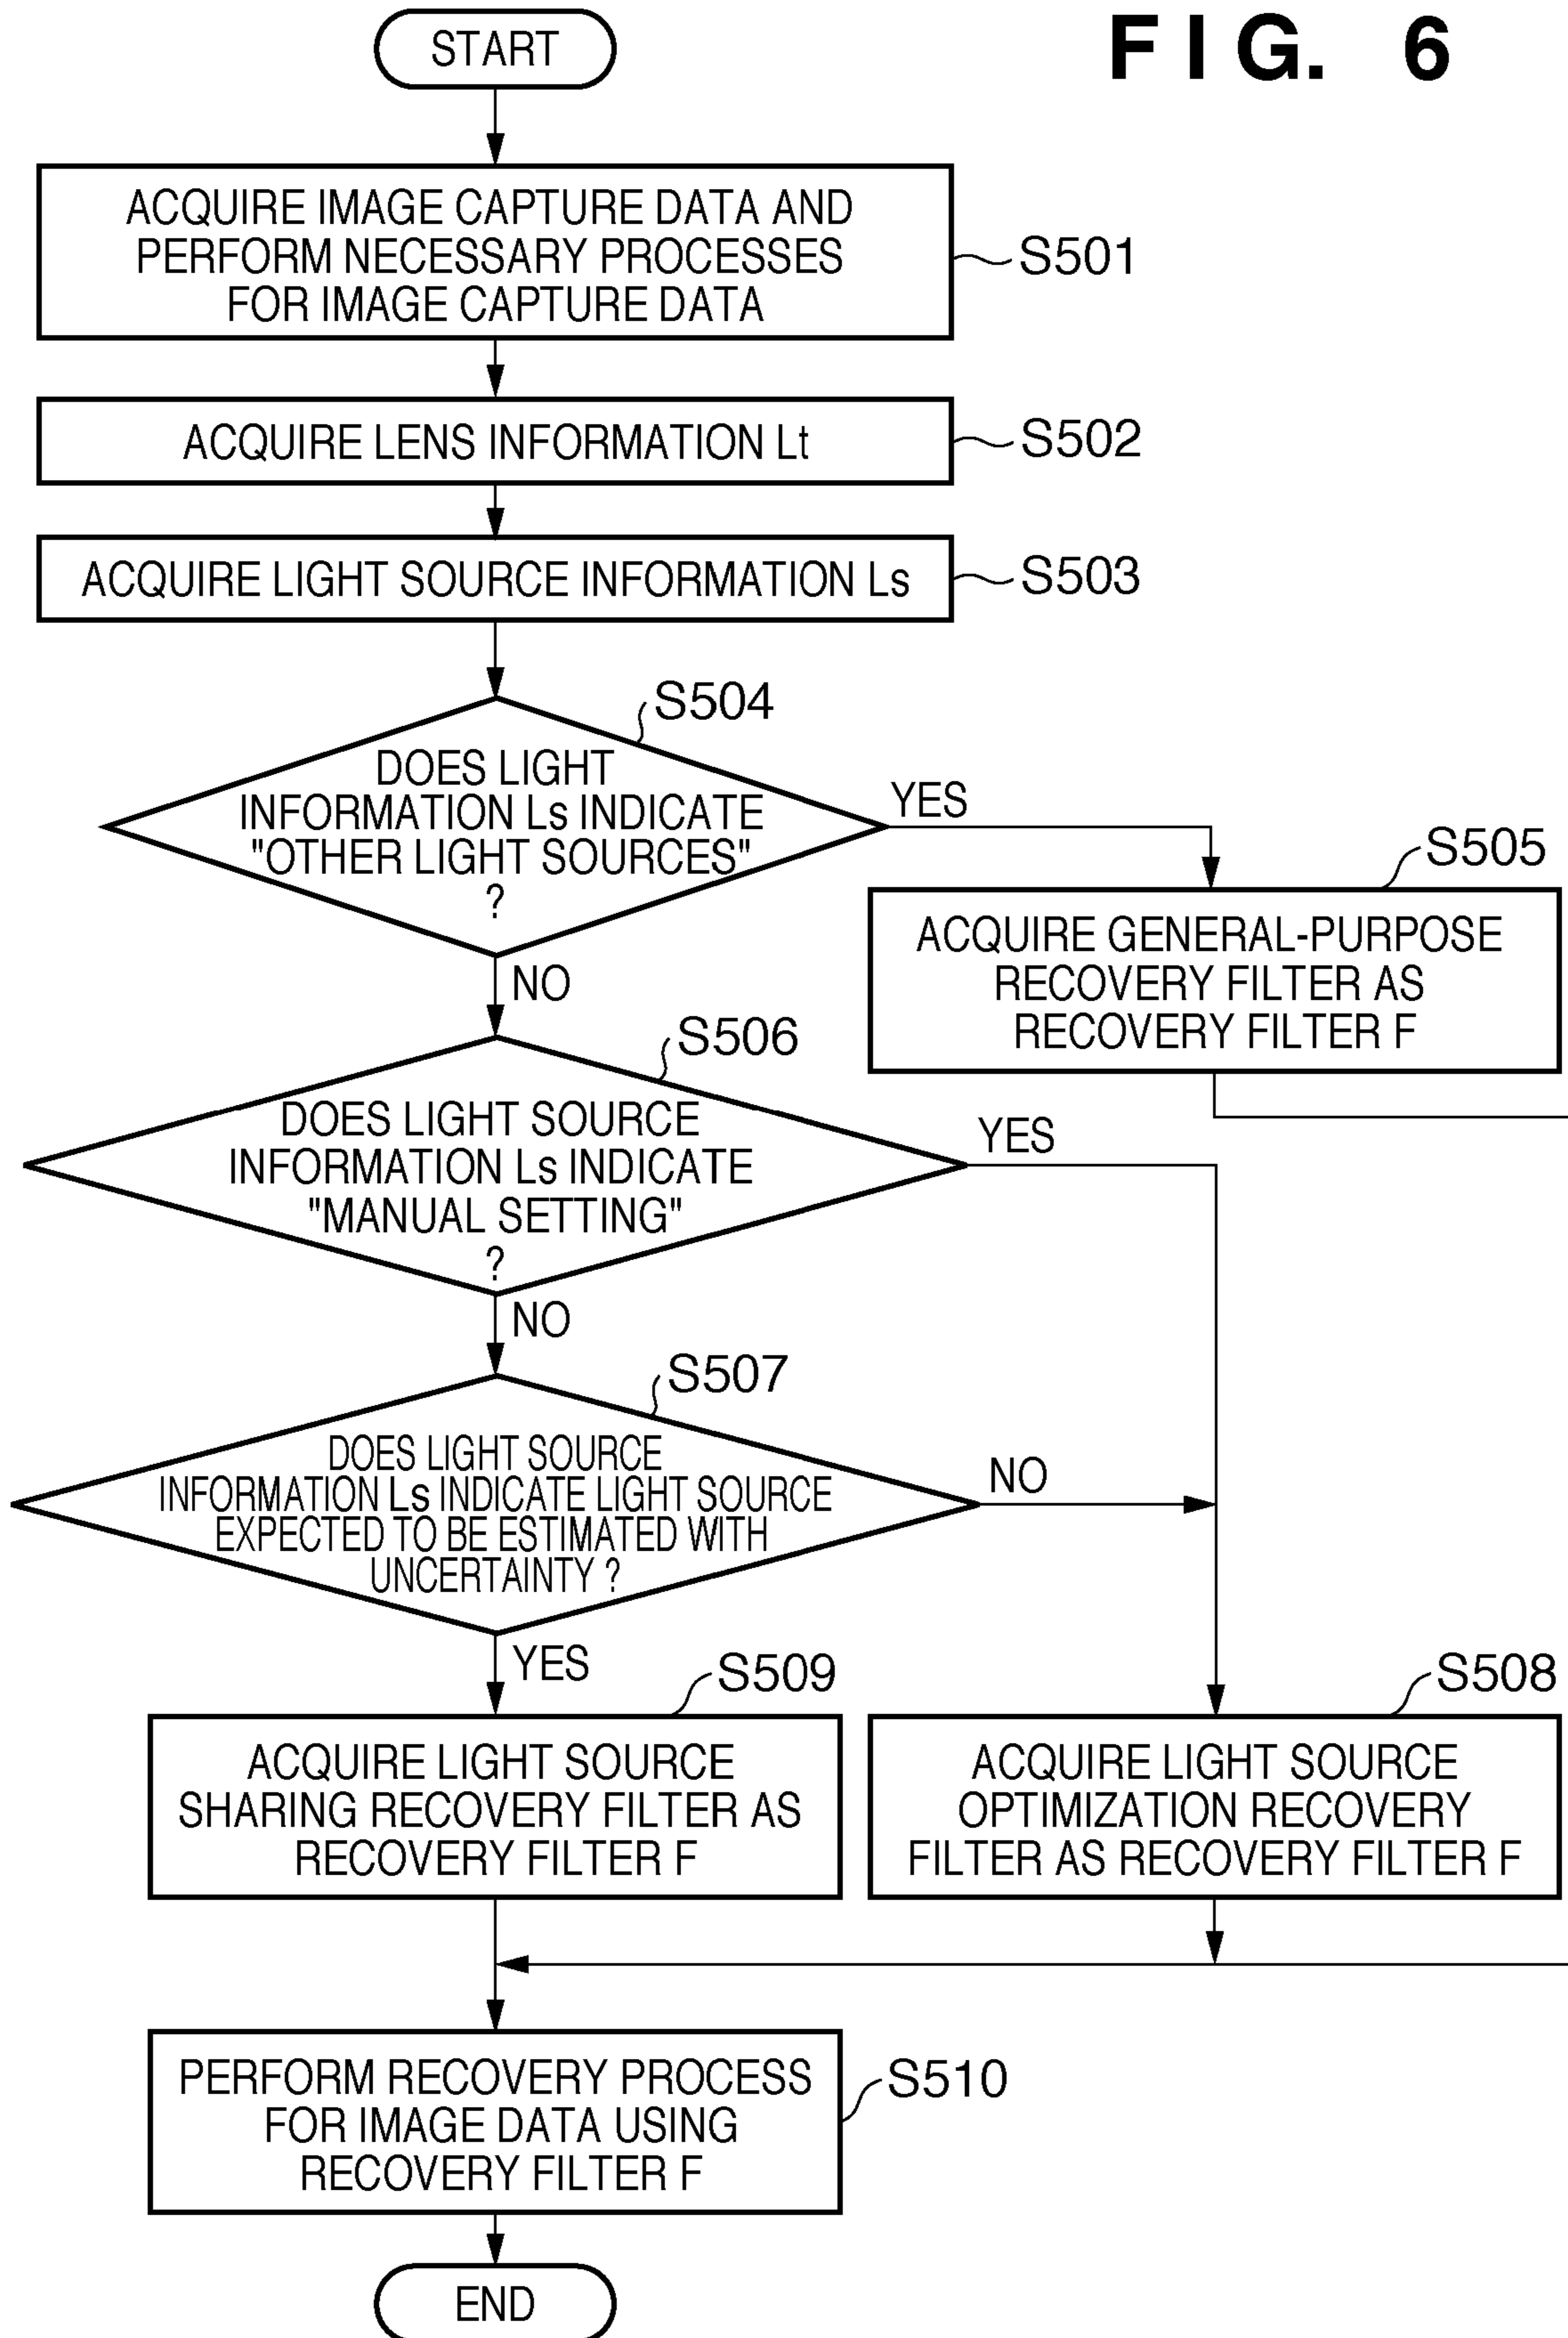 FIG. 6
START
ACQUIRE IMAGE CAPTURE DATA AND
PERFORM NECESSARY PROCESSES
FOR IMAGE CAPTURE DATA
S501
ACQUIRE LENS INFORMATION Lt
S502
ACQUIRE LIGHT SOURCE INFORMATION Ls
S503
S504
DOES LIGHT
INFORMATION Ls INDICATE
"OTHER LIGHT SOURCES"
?
YES
NO
S505
ACQUIRE GENERAL-PURPOSE
RECOVERY FILTER AS
RECOVERY FILTER F
S506
DOES LIGHT SOURCE
INFORMATION Ls INDICATE
"MANUAL SETTING"
?
YES
NO
S507
DOES LIGHT SOURCE
INFORMATION Ls INDICATE LIGHT SOURCE
EXPECTED TO BE ESTIMATED WITH
UNCERTAINTY ?
NO
YES
S509
ACQUIRE LIGHT SOURCE
SHARING RECOVERY FILTER AS
RECOVERY FILTER F
S508
ACQUIRE LIGHT SOURCE
OPTIMIZATION RECOVERY
FILTER AS RECOVERY FILTER F
PERFORM RECOVERY PROCESS
FOR IMAGE DATA USING
RECOVERY FILTER F
S510
END